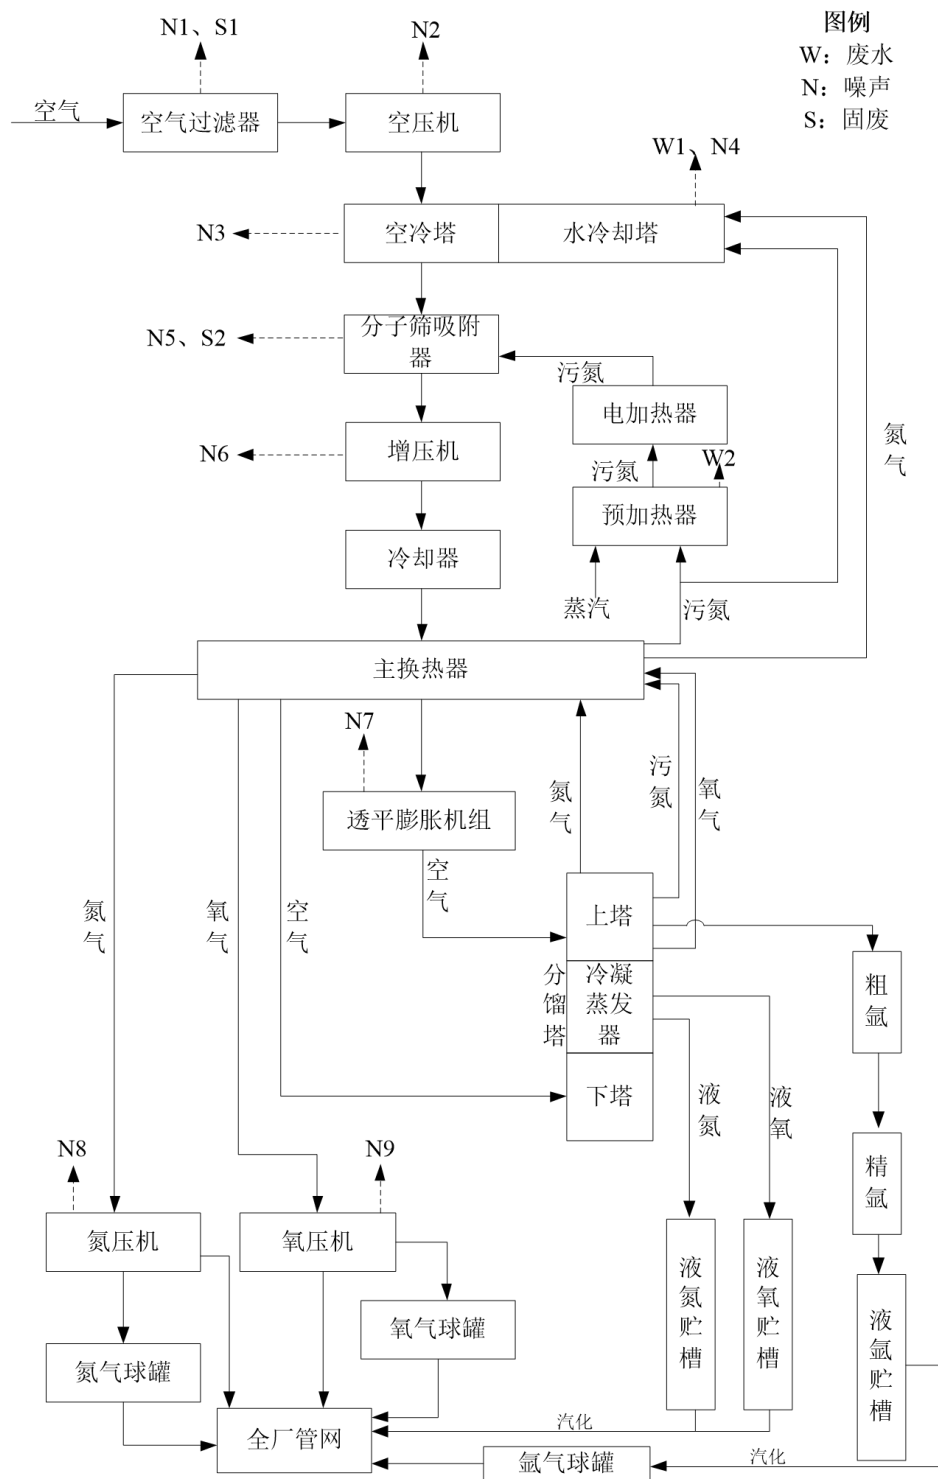 图例
W：废水
N：噪声
S：固废
N1、S1
N2
空气
空气过滤器
空压机
W1、N4
N3
空冷塔
水冷却塔
N5、S2
分子筛吸附
器
污氮
电加热器
氮
气
N6
增压机
污氮
W2
预加热器
冷却器
蒸汽
污氮
主换热器
N7
透平膨胀机组
氮
气
污
氮
氧
气
空
气
氮
气
氧
气
空
气
上塔
分
馏
塔
冷凝
蒸发
器
下塔
粗
氩
液
氮
液
氧
精
氩
N8
N9
氮压机
氧压机
液
氮
贮
槽
液
氧
贮
槽
液
氩
贮
槽
氧气球罐
氮气球罐
全厂管网
汽化
氩气球罐
汽化